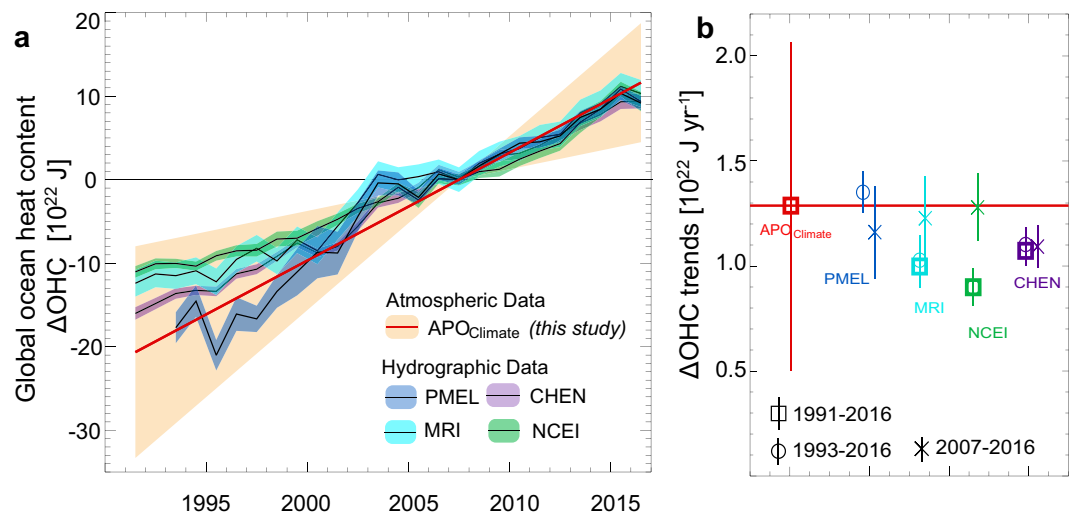 a
Global ocean heat content
ΔOHC [10²² J]
20
10
0
-10
-20
-30
1995
2000
2005
2010
2015
Atmospheric Data
APO_Climate (this study)
Hydrographic Data
PMEL
CHEN
MRI
NCEI
b
ΔOHC trends [10²² J yr⁻¹]
2.0
1.5
1.0
0.5
APO_Climate
PMEL
MRI
NCEI
CHEN
1991-2016
1993-2016
2007-2016